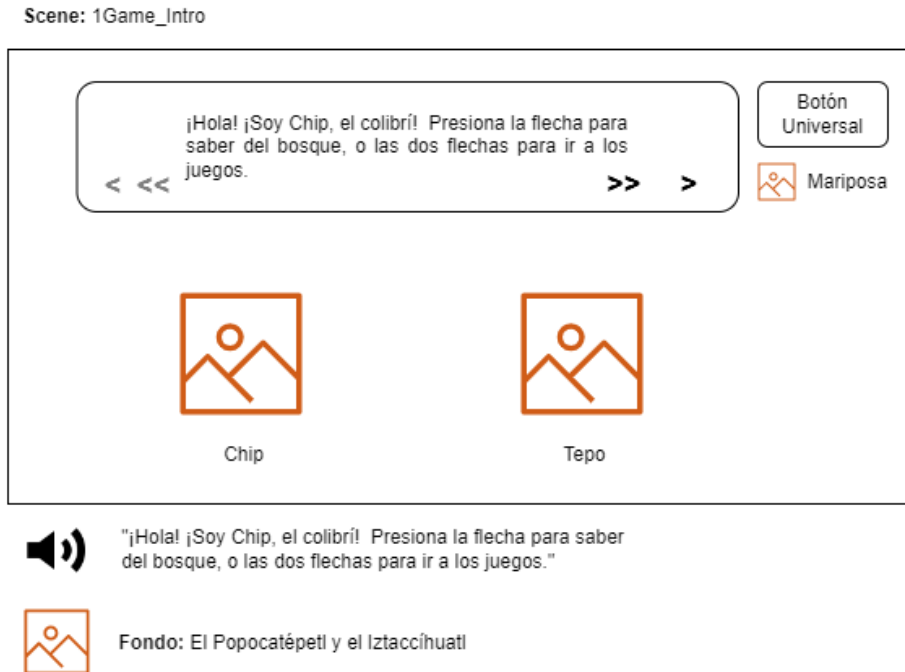 Scene: 1Game_Intro
¡Hola! ¡Soy Chip, el colibrí! Presiona la flecha para
saber del bosque, o las dos flechas para ir a los
juegos.
< <<
>> >
Botón
Universal
Mariposa
Chip
Tepo
"¡Hola! ¡Soy Chip, el colibrí! Presiona la flecha para saber
del bosque, o las dos flechas para ir a los juegos."
Fondo: El Popocatépetl y el Iztaccíhuatl